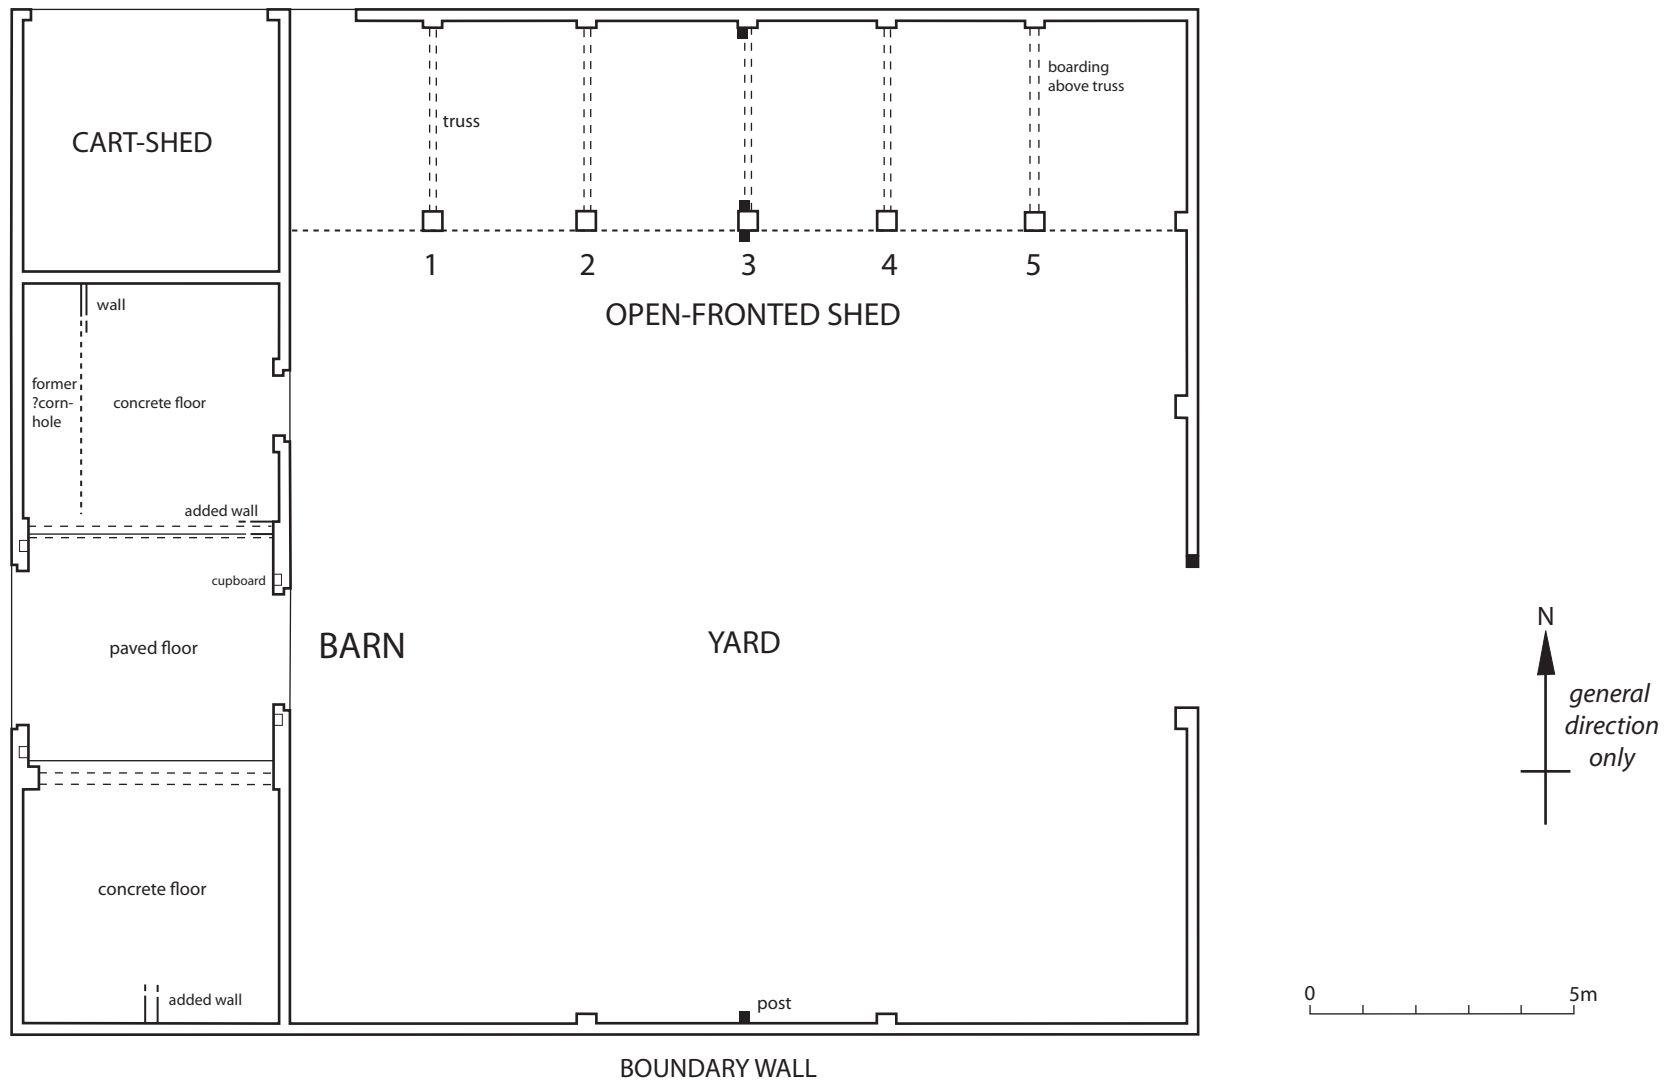 boarding
above truss
truss
CART-SHED
1
2
3
4
5
wall
OPEN-FRONTED SHED
former
?corn-
hole
concrete floor
added wall
cupboard
paved floor
BARN
YARD
N
general
direction
only
concrete floor
added wall
post
0
5m
BOUNDARY WALL